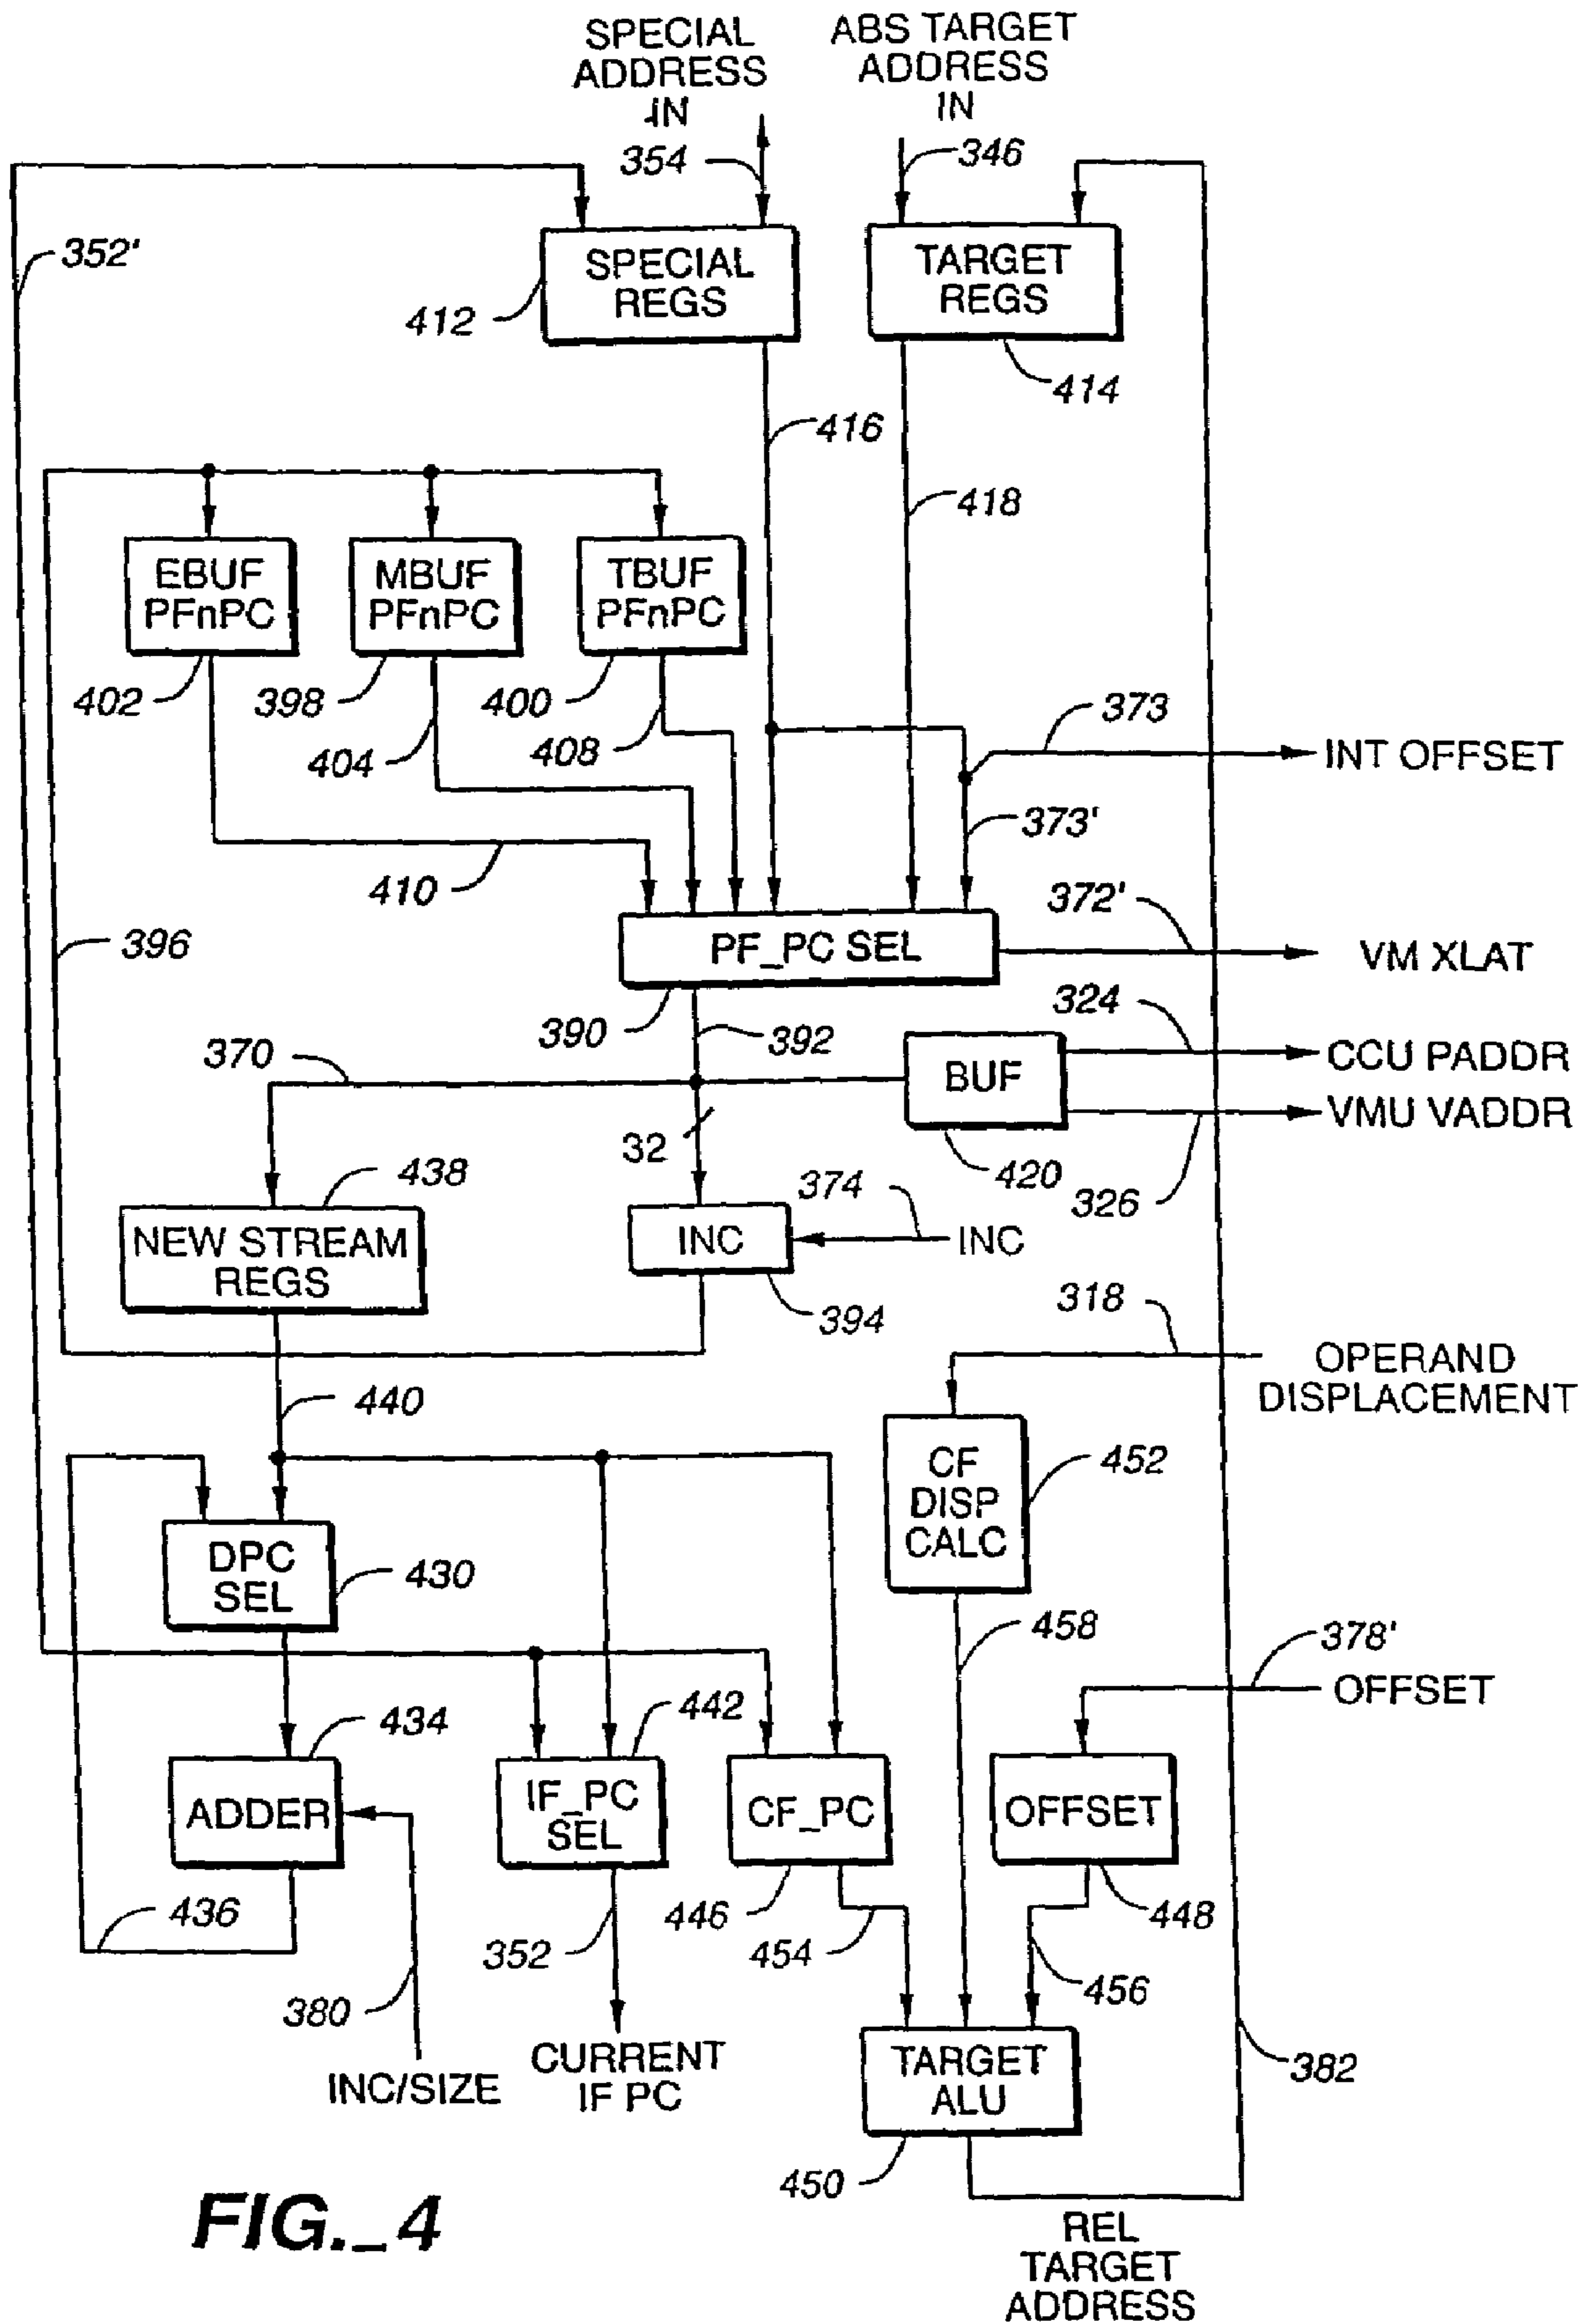 SPECIAL
ADDRESS
IN
ABS TARGET
ADDRESS
IN
354
346
352'
SPECIAL
REGS
TARGET
REGS
412
414
416
418
EBUF
PFnPC
MBUF
PFnPC
TBUF
PFnPC
402
398
400
404
408
373
INT OFFSET
373'
410
372'
396
PF_PC SEL
VM XLAT
390
392
324
370
BUF
CCU PADDR
VMU VADDR
32
420
326
438
374
NEW STREAM
REGS
INC
INC
394
318
OPERAND
DISPLACEMENT
440
CF
DISP
CALC
452
DPC
SEL
430
458
378'
OFFSET
434
442
ADDER
IF_PC
SEL
CF_PC
OFFSET
436
352
446
454
448
456
380
INC/SIZE
CURRENT
IF PC
TARGET
ALU
382
450
FIG._4
REL
TARGET
ADDRESS